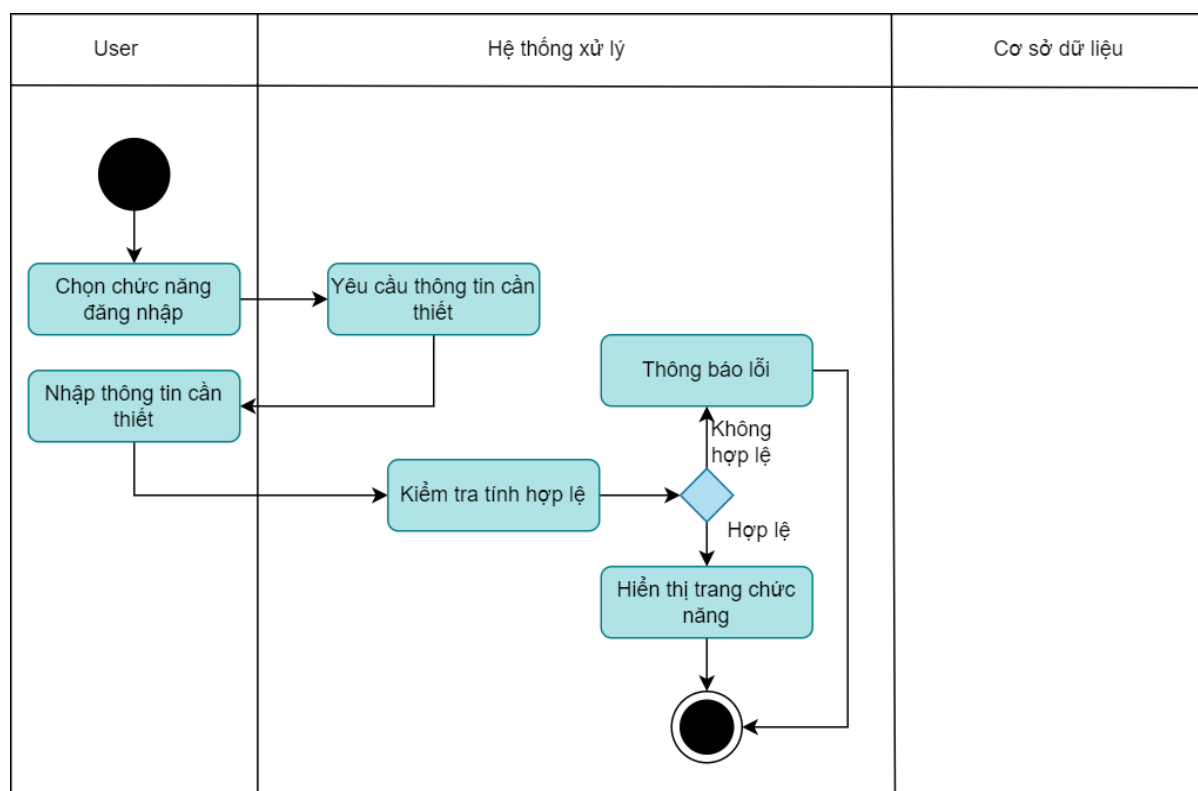 User
Hệ thống xử lý
Cơ sở dữ liệu
Chọn chức năng
đăng nhập
Yêu cầu thông tin cần
thiết
Nhập thông tin cần
thiết
Thông báo lỗi
Không
hợp lệ
Kiểm tra tính hợp lệ
Hợp lệ
Hiển thị trang chức
năng